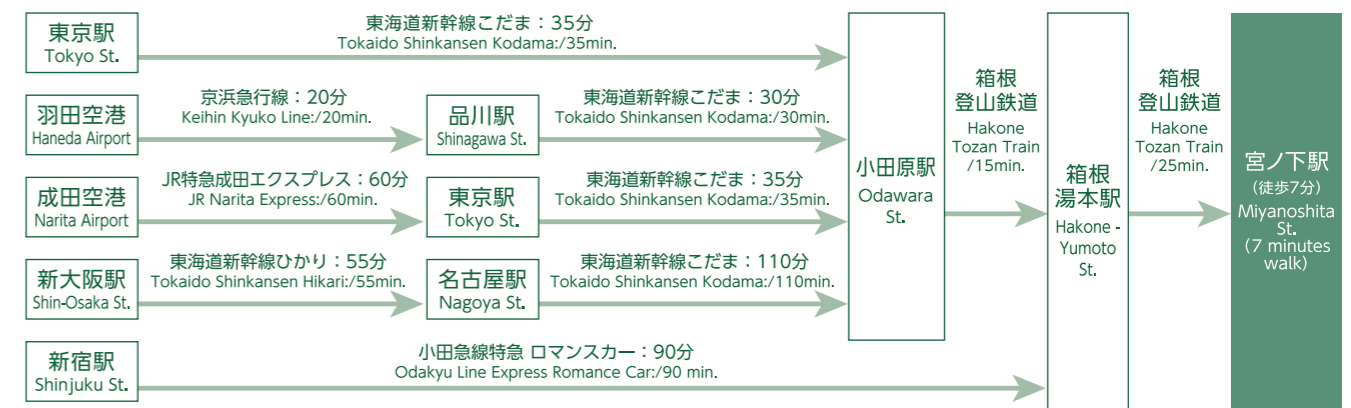 東京駅
Tokyo St.
東海道新幹線こだま：35分
Tokaido Shinkansen Kodama:/35min.
羽田空港
Haneda Airport
京浜急行線：20分
Keihin Kyuko Line:/20min.
品川駅
Shinagawa St.
東海道新幹線こだま：30分
Tokaido Shinkansen Kodama:/30min.
成田空港
Narita Airport
JR特急成田エクスプレス：60分
JR Narita Express:/60min.
東京駅
Tokyo St.
東海道新幹線こだま：35分
Tokaido Shinkansen Kodama:/35min.
新大阪駅
Shin-Osaka St.
東海道新幹線ひかり：55分
Tokaido Shinkansen Hikari:/55min.
名古屋駅
Nagoya St.
東海道新幹線こだま：110分
Tokaido Shinkansen Kodama:/110min.
新宿駅
Shinjuku St.
小田急線特急 ロマンスカー：90分
Odakyu Line Express Romance Car:/90 min.
小田原駅
Odawara
St.
箱根
登山鉄道
Hakone
Tozan Train
/15min.
箱根
湯本駅
Hakone -
Yumoto
St.
箱根
登山鉄道
Hakone
Tozan Train
/25min.
宮ノ下駅
（徒歩7分）
Miyanoshita
St.
(7 minutes
walk)